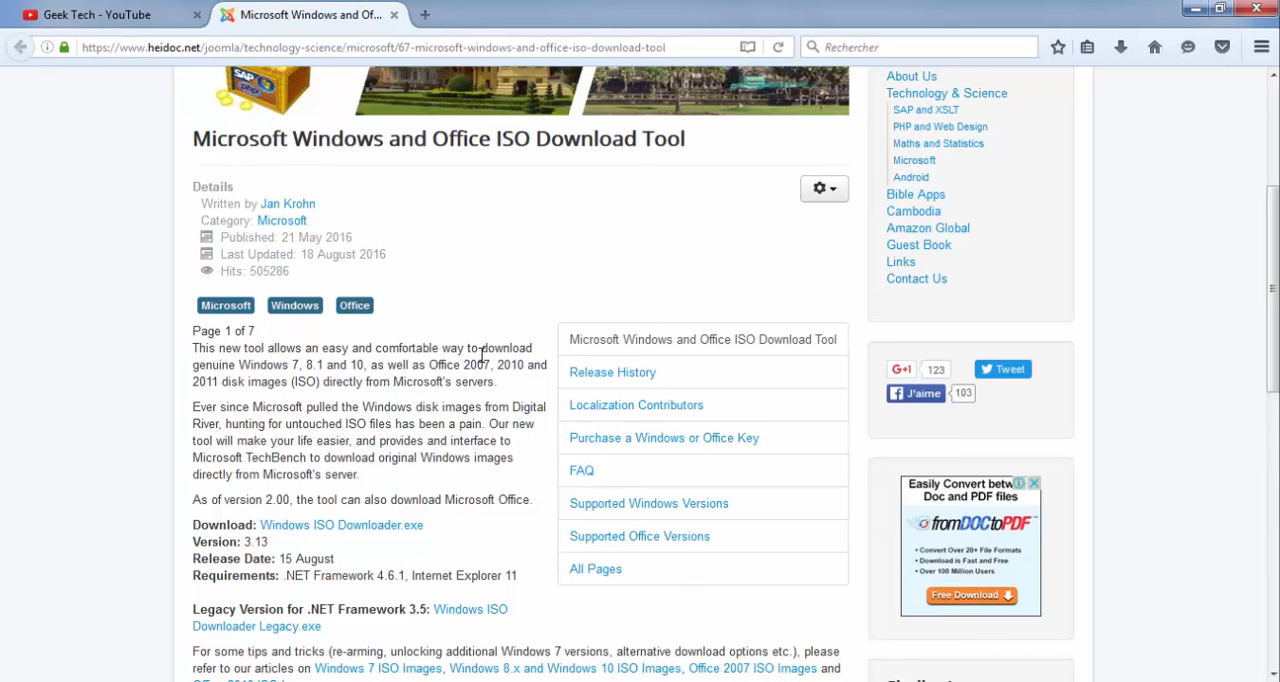 Geek Tech - YouTube
Microsoft Windows and Of...
https://www.heidoc.net/joomla/technology-science/microsoft/67-microsoft-windows-and-office-iso-download-tool
Rechercher
SAP
php
Microsoft Windows and Office ISO Download Tool
Details
Written by Jan Krohn
Category: Microsoft
Published: 21 May 2016
Last Updated: 18 August 2016
Hits: 505286
Microsoft Windows Office
Page 1 of 7
This new tool allows an easy and comfortable way to download
genuine Windows 7, 8.1 and 10, as well as Office 2007, 2010 and
2011 disk images (ISO) directly from Microsoft's servers.
Ever since Microsoft pulled the Windows disk images from Digital
River, hunting for untouched ISO files has been a pain. Our new
tool will make your life easier, and provides and interface to
Microsoft TechBench to download original Windows images
directly from Microsoft's server.
As of version 2.00, the tool can also download Microsoft Office.
Download: Windows ISO Downloader.exe
Version: 3.13
Release Date: 15 August
Requirements: .NET Framework 4.6.1, Internet Explorer 11
Legacy Version for .NET Framework 3.5: Windows ISO
Downloader Legacy.exe
For some tips and tricks (re-arming, unlocking additional Windows 7 versions, alternative download options etc.), please
refer to our articles on Windows 7 ISO Images, Windows 8.x and Windows 10 ISO Images, Office 2007 ISO Images and
Microsoft Windows and Office ISO Download Tool
Release History
Localization Contributors
Purchase a Windows or Office Key
FAQ
Supported Windows Versions
Supported Office Versions
All Pages
About Us
Technology & Science
SAP and XSLT
PHP and Web Design
Maths and Statistics
Microsoft
Android
Bible Apps
Cambodia
Amazon Global
Guest Book
Links
Contact Us
G+1 123 Tweet
J'aime 103
Easily Convert betw
Doc and PDF files
fromDOCtoPDF
• Convert Over 20+ File Formats
• Download is Fast and Free
• Over 100 Million Users
Free Download